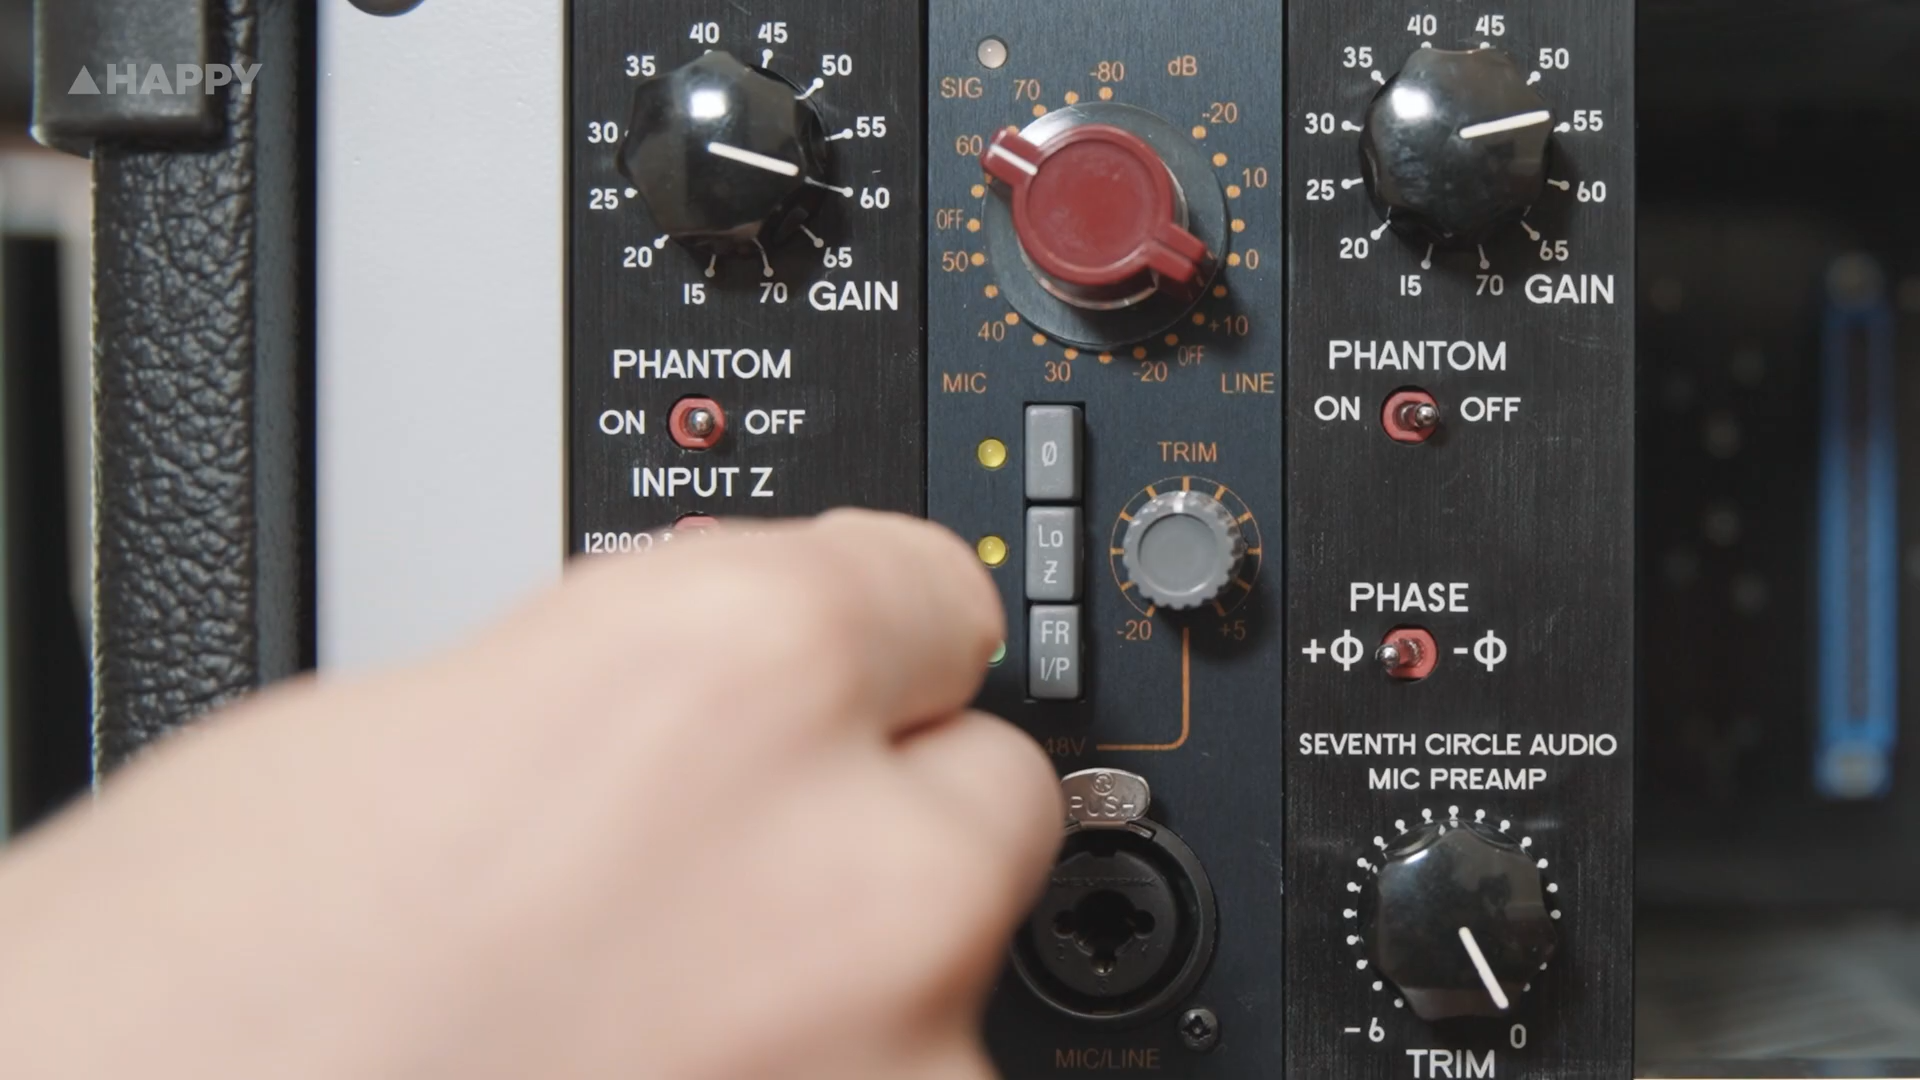 HAPPY
40 45
35 50
30 55
25 60
20 65
15 70 GAIN
PHANTOM
ON OFF
INPUT Z
1200Ω
SIG 70 -80 dB
-20
60
10
OFF
50 0
40 +10
OFF
30 -20
MIC LINE
Ø
TRIM
Lo
Z
-20 +5
FR
I/P
48V
PUSH
NEUTRIK
MIC/LINE
40 45
35 50
30 55
25 60
20 65
15 70 GAIN
PHANTOM
ON OFF
PHASE
+Φ -Φ
SEVENTH CIRCLE AUDIO
MIC PREAMP
-6 0
TRIM